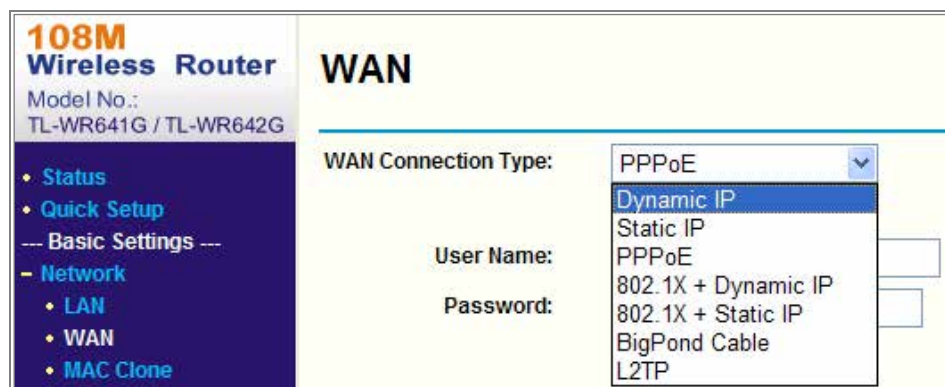 108M
Wireless Router
Model No.:
TL-WR641G / TL-WR642G
• Status
• Quick Setup
--- Basic Settings ---
– Network
• LAN
• WAN
• MAC Clone
WAN
WAN Connection Type:
PPPoE
Dynamic IP
Static IP
PPPoE
802.1X + Dynamic IP
802.1X + Static IP
BigPond Cable
L2TP
User Name:
Password: